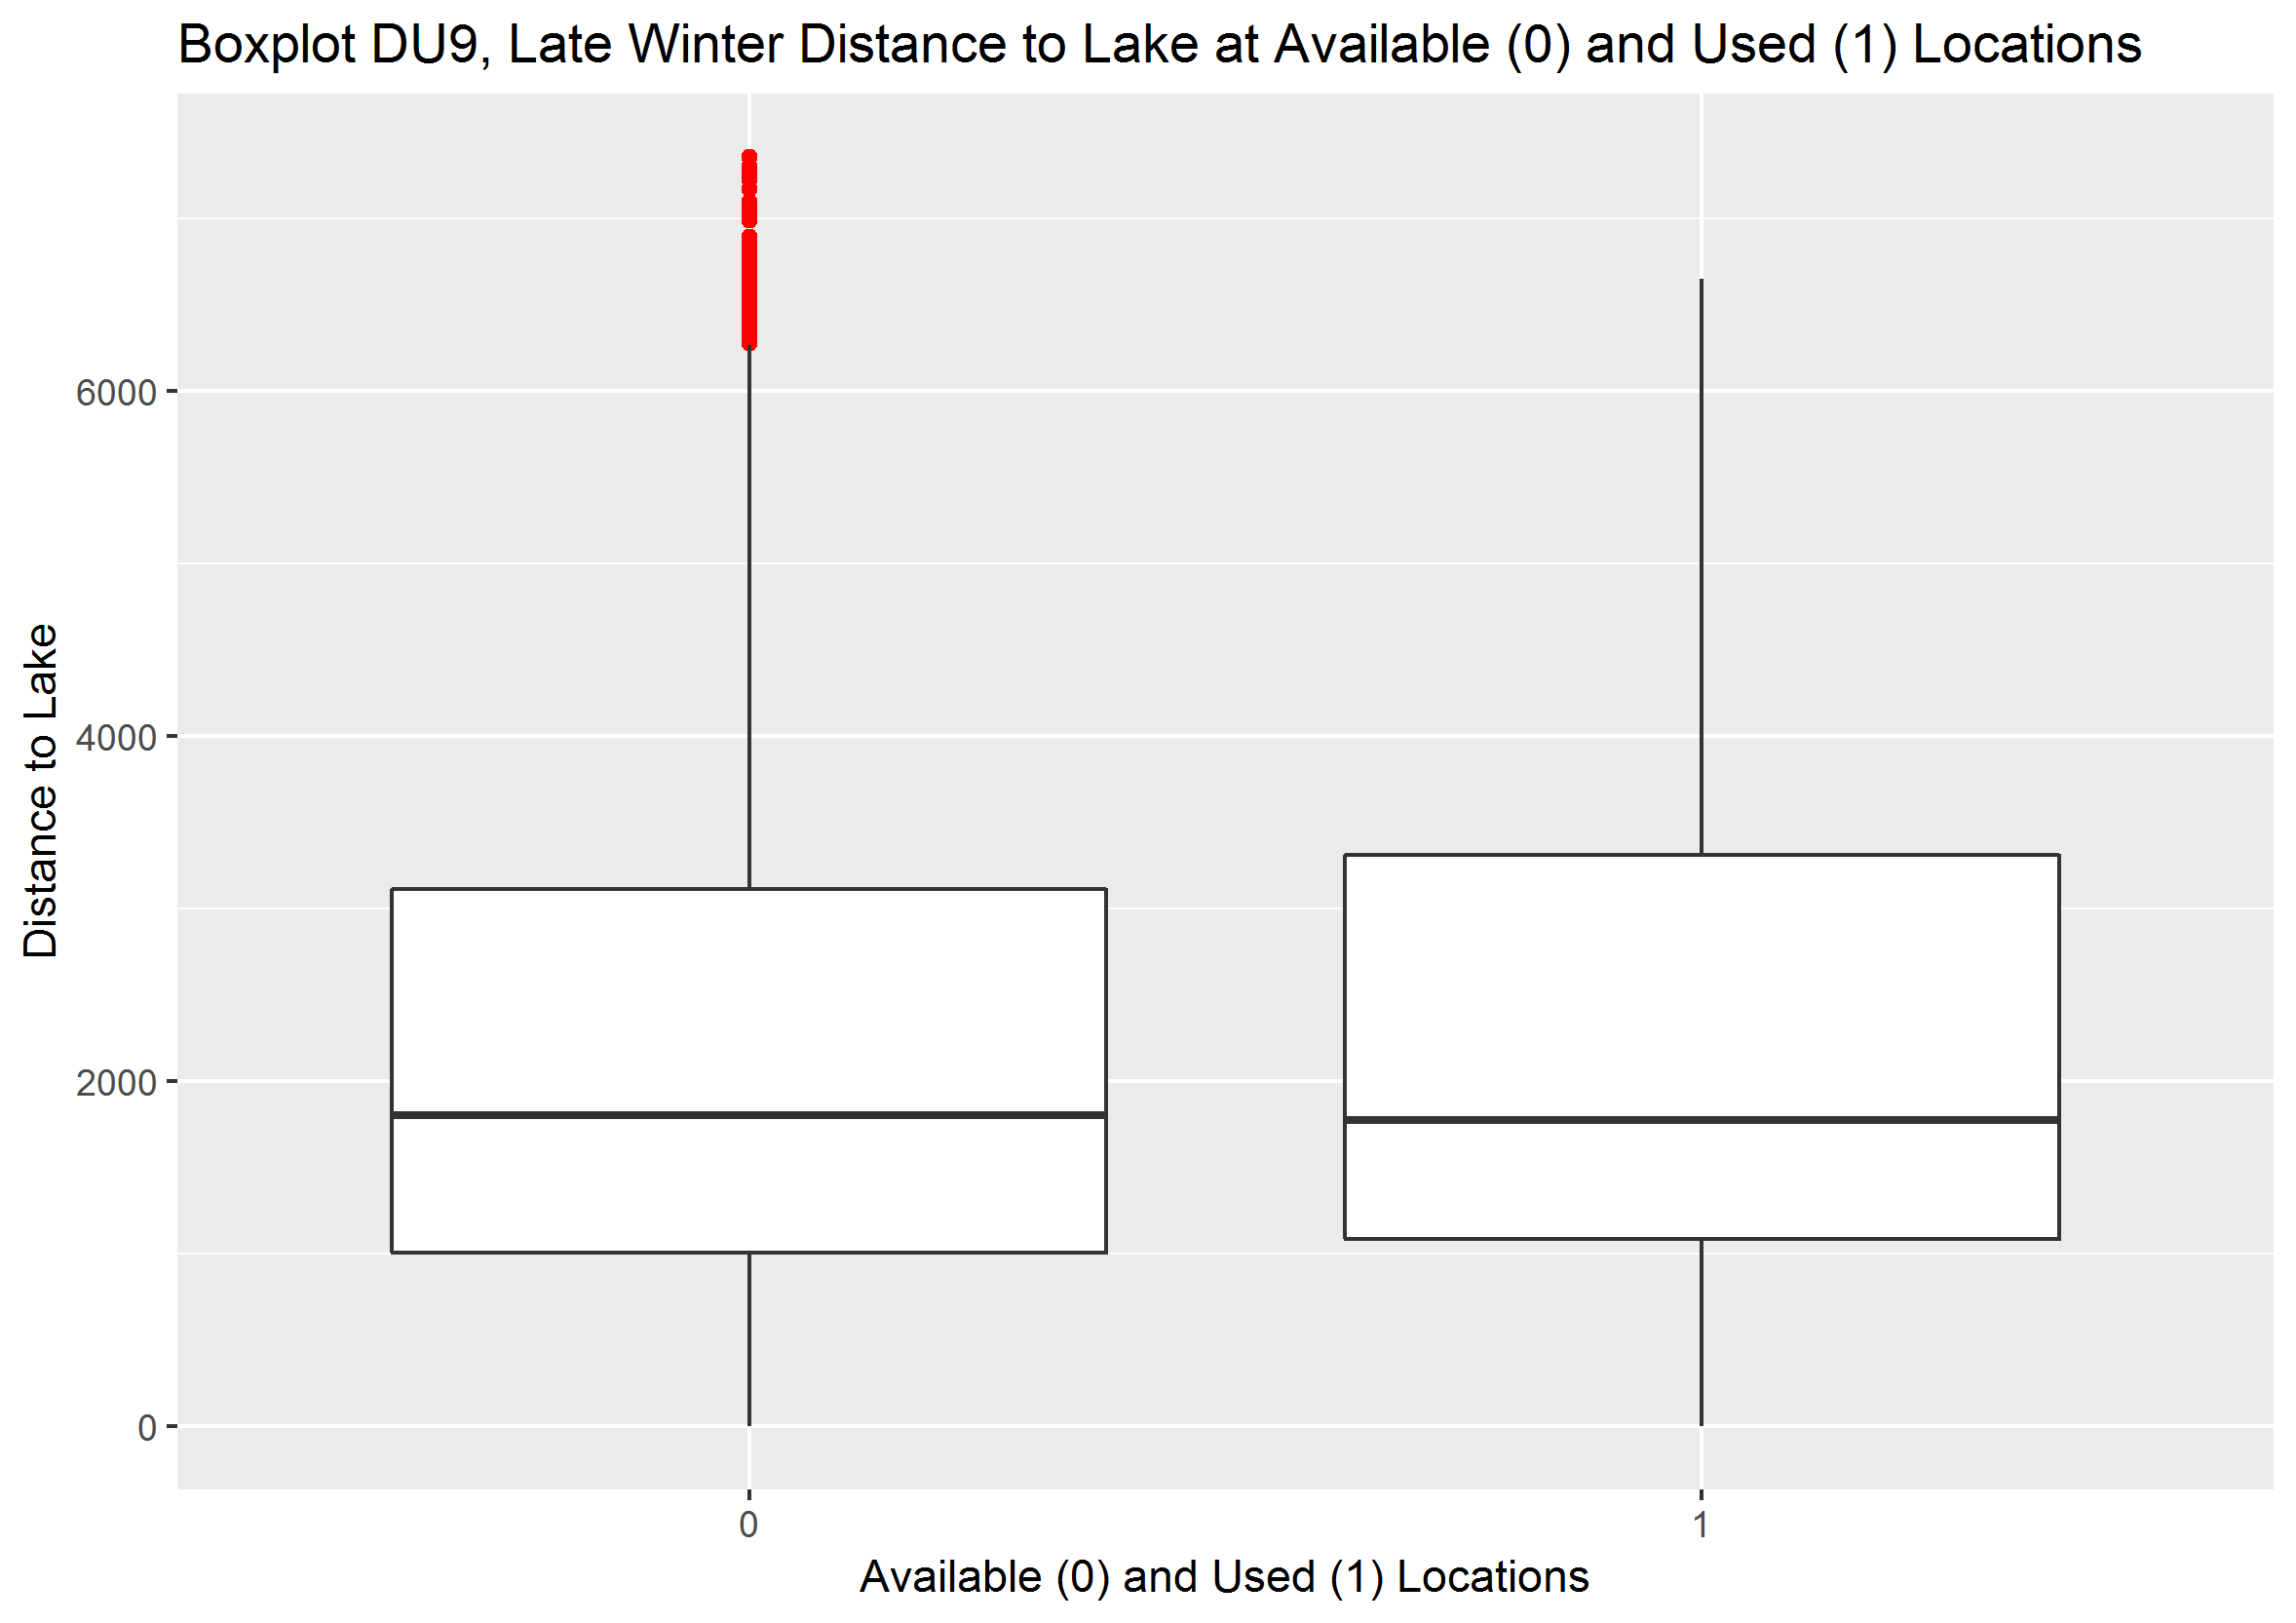 Boxplot DU9, Late Winter Distance to Lake at Available (0) and Used (1) Locations
Distance to Lake
6000
4000
2000
0
0
1
Available (0) and Used (1) Locations